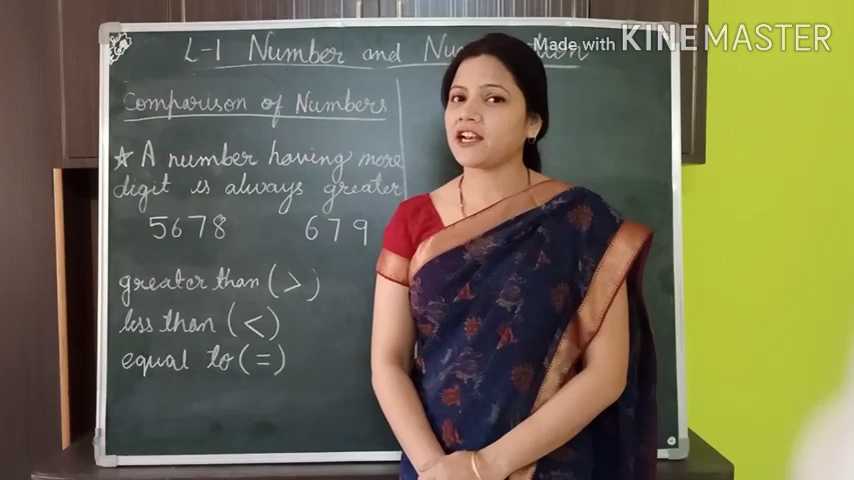 Made with KINEMASTER
L-1 Number and Nu
Comparison of Numbers
★ A number having more
digit is always greater
5678 679
greater than (>)
less than (<)
equal to (=)